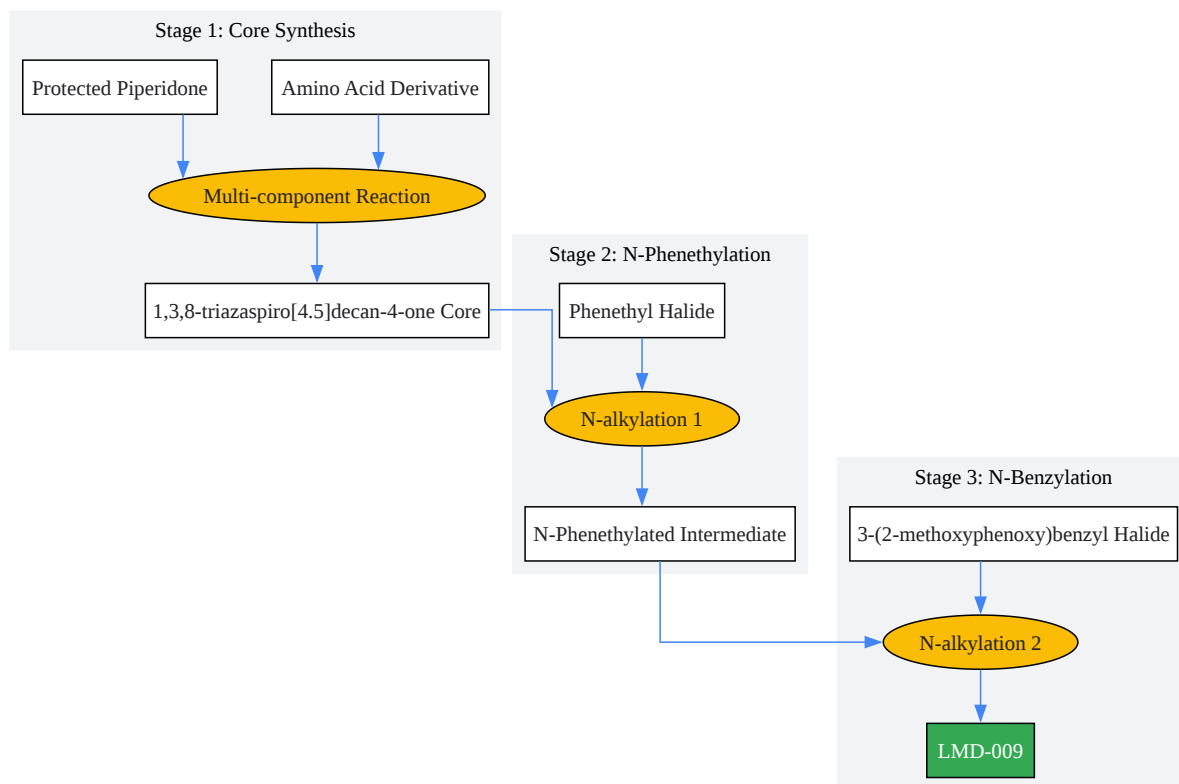 Stage 1: Core Synthesis
Protected Piperidone
Amino Acid Derivative
Multi-component Reaction
1,3,8-triazaspiro[4.5]decan-4-one Core
Stage 2: N-Phenethylation
Phenethyl Halide
N-alkylation 1
N-Phenethylated Intermediate
Stage 3: N-Benzylation
3-(2-methoxyphenoxy)benzyl Halide
N-alkylation 2
LMD-009